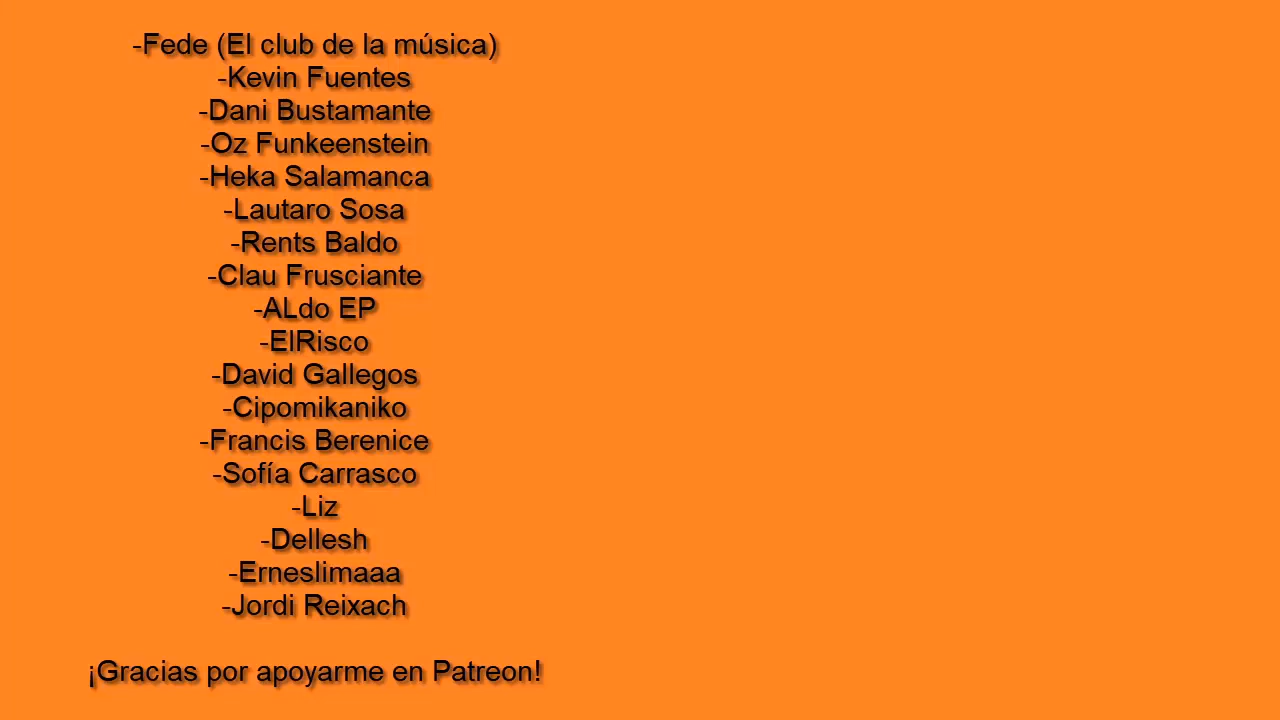 -Fede (El club de la música)
-Kevin Fuentes
-Dani Bustamante
-Oz Funkeenstein
-Heka Salamanca
-Lautaro Sosa
-Rents Baldo
-Clau Frusciante
-ALdo EP
-ElRisco
-David Gallegos
-Cipomikaniko
-Francis Berenice
-Sofía Carrasco
-Liz
-Dellesh
-Erneslimaaa
-Jordi Reixach
¡Gracias por apoyarme en Patreon!